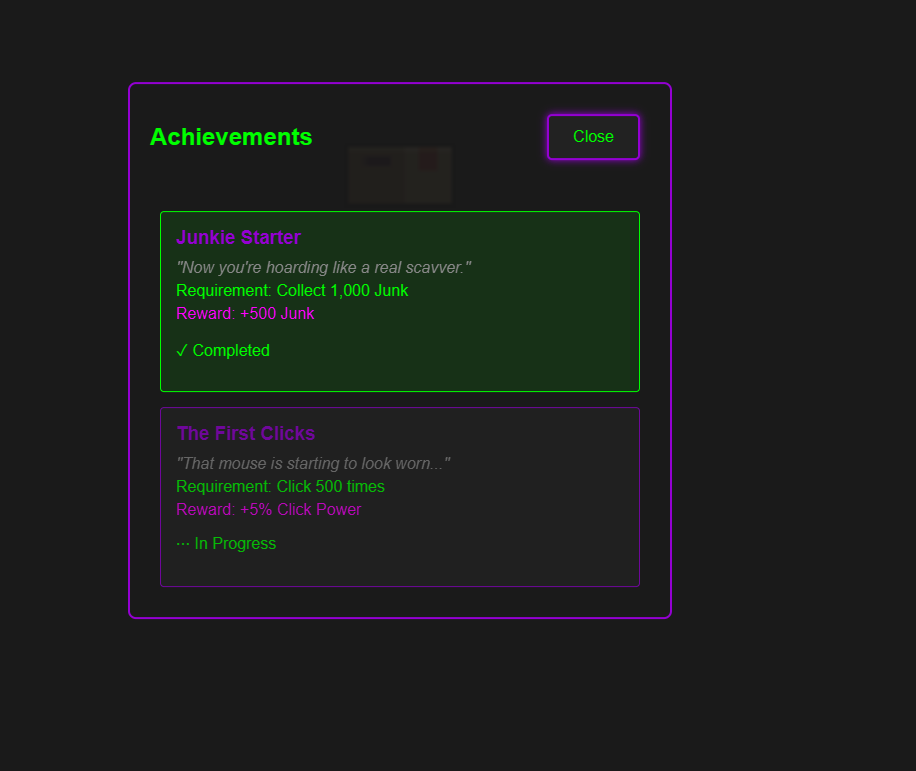 Achievements
Close
Junkie Starter
"Now you're hoarding like a real scavver."
Requirement: Collect 1,000 Junk
Reward: +500 Junk
✓ Completed
The First Clicks
"That mouse is starting to look worn..."
Requirement: Click 500 times
Reward: +5% Click Power
··· In Progress